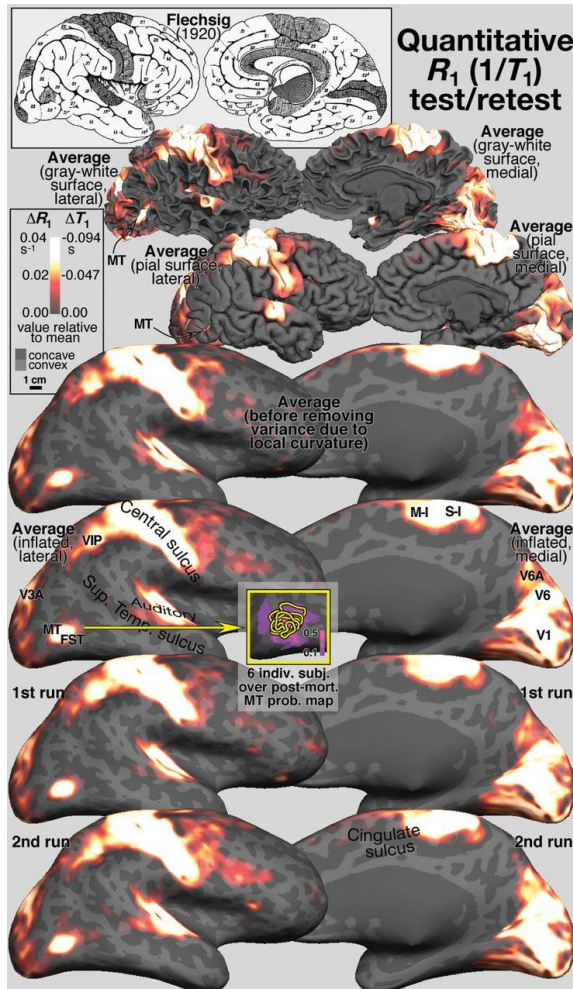 Flechsig
(1920)
Quantitative
R₁ (1/T₁)
test/retest
Average
(gray-white
surface,
lateral)
Average
(gray-white
surface,
medial)
ΔR₁ ΔT₁
0.04 -0.094
s⁻¹ s
0.02 -0.047
0.00 0.00
value relative
to mean
concave
convex
1 cm
MT
Average
(pial surface,
lateral)
Average
(pial
surface,
medial)
MT
Average
(before removing
variance due to
local curvature)
Average
(inflated,
lateral)
VIP
Central sulcus
V3A
Sup. Temp. sulcus
Auditory
MT
FST
0.5
0.1
6 indiv. subj.
over post-mort.
MT prob. map
M-I S-I
Average
(inflated,
medial)
V6A
V6
V1
1st run
1st run
2nd run
Cingulate
sulcus
2nd run